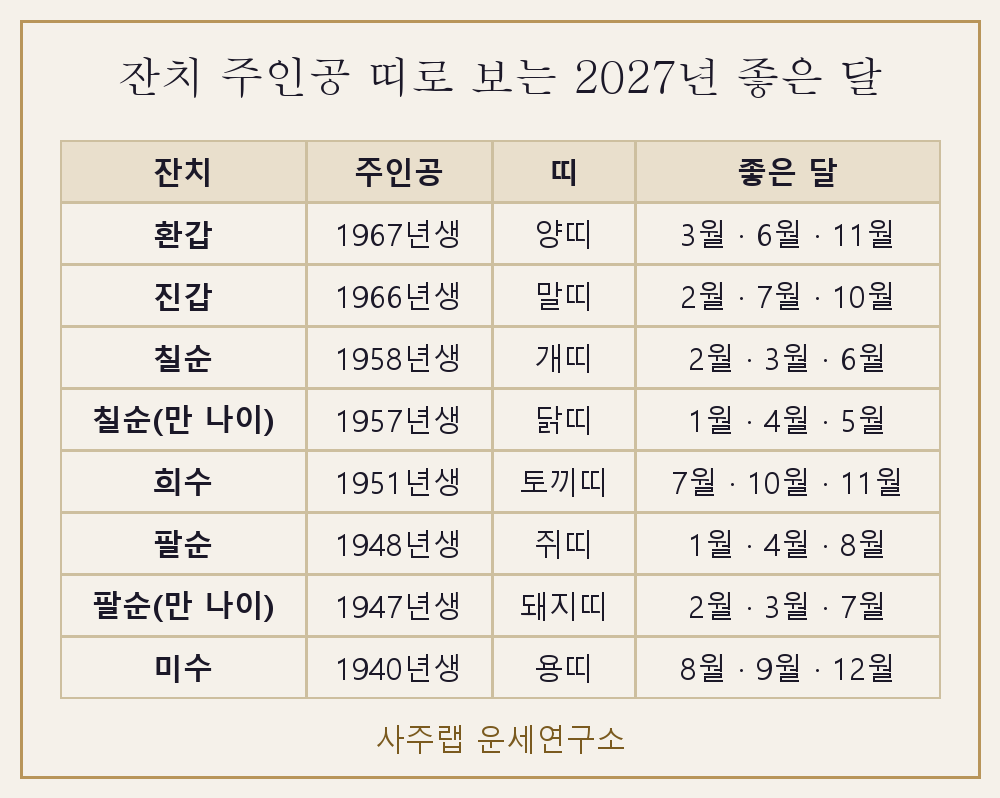 잔치 주인공 띠로 보는 2027년 좋은 달
잔치 주인공 띠 좋은 달
환갑 1967년생 양띠 3월 · 6월 · 11월
진갑 1966년생 말띠 2월 · 7월 · 10월
칠순 1958년생 개띠 2월 · 3월 · 6월
칠순(만 나이) 1957년생 닭띠 1월 · 4월 · 5월
희수 1951년생 토끼띠 7월 · 10월 · 11월
팔순 1948년생 쥐띠 1월 · 4월 · 8월
팔순(만 나이) 1947년생 돼지띠 2월 · 3월 · 7월
미수 1940년생 용띠 8월 · 9월 · 12월
사주랩 운세연구소